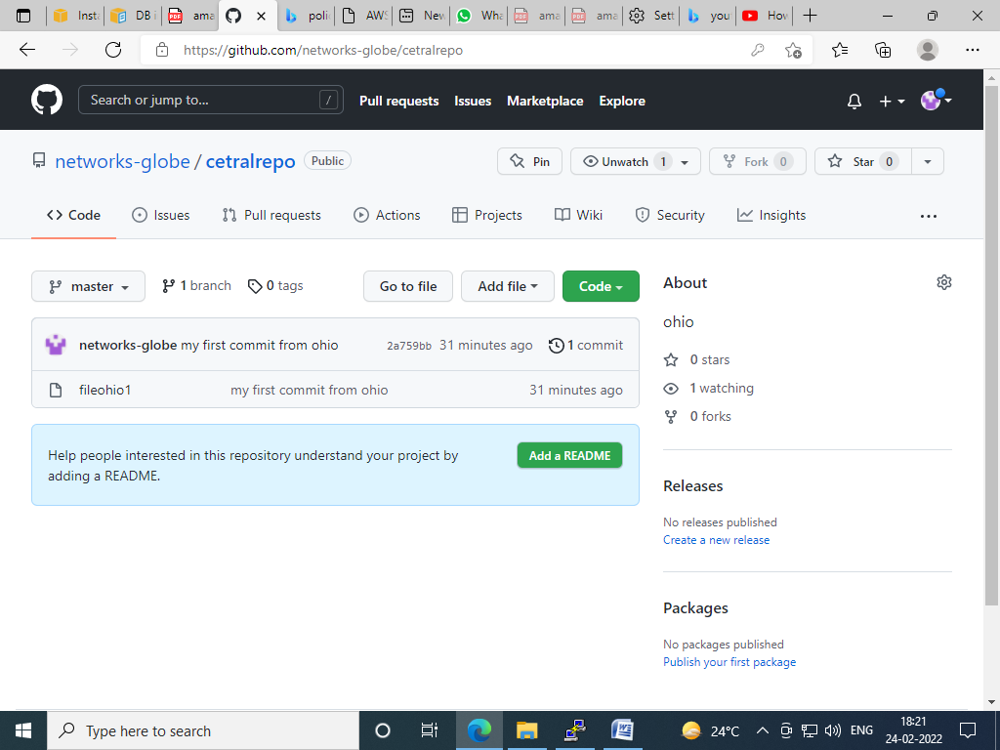 Insta
DB i
ama
poli
AWS
New
Wha
ama
ama
Sett
you
How
https://github.com/networks-globe/cetralrepo
Search or jump to...
/
Pull requests
Issues
Marketplace
Explore
networks-globe / cetralrepo
Public
Pin
Unwatch 1
Fork 0
Star 0
Code
Issues
Pull requests
Actions
Projects
Wiki
Security
Insights
master
1 branch
0 tags
Go to file
Add file
Code
About
networks-globe my first commit from ohio
2a759bb 31 minutes ago
1 commit
fileohio1
my first commit from ohio
31 minutes ago
Help people interested in this repository understand your project by
adding a README.
Add a README
ohio
0 stars
1 watching
0 forks
Releases
No releases published
Create a new release
Packages
No packages published
Publish your first package
Type here to search
24°C
ENG
18:21
24-02-2022